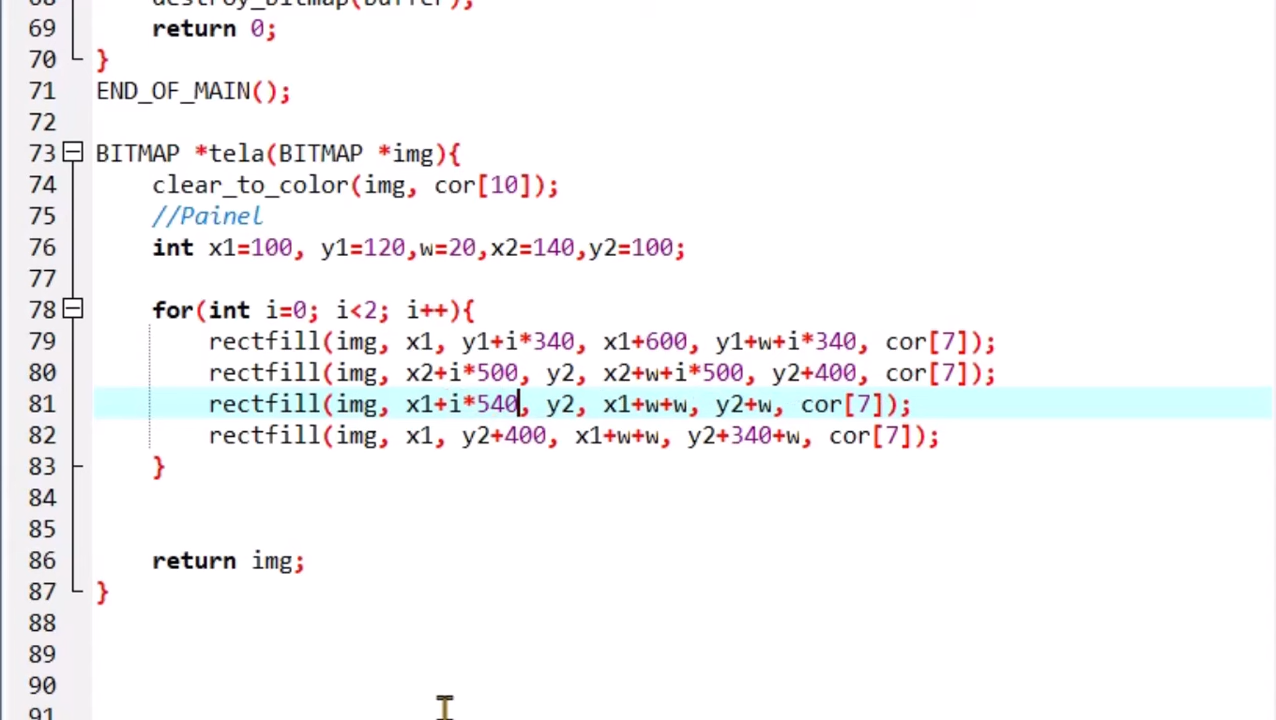 68 destroy_bitmap(buffer);
69 return 0;
70 }
71 END_OF_MAIN();
72
73 BITMAP *tela(BITMAP *img){
74 clear_to_color(img, cor[10]);
75 //Painel
76 int x1=100, y1=120,w=20,x2=140,y2=100;
77
78 for(int i=0; i<2; i++){
79 rectfill(img, x1, y1+i*340, x1+600, y1+w+i*340, cor[7]);
80 rectfill(img, x2+i*500, y2, x2+w+i*500, y2+400, cor[7]);
81 rectfill(img, x1+i*540, y2, x1+w+w, y2+w, cor[7]);
82 rectfill(img, x1, y2+400, x1+w+w, y2+340+w, cor[7]);
83 }
84
85
86 return img;
87 }
88
89
90
91